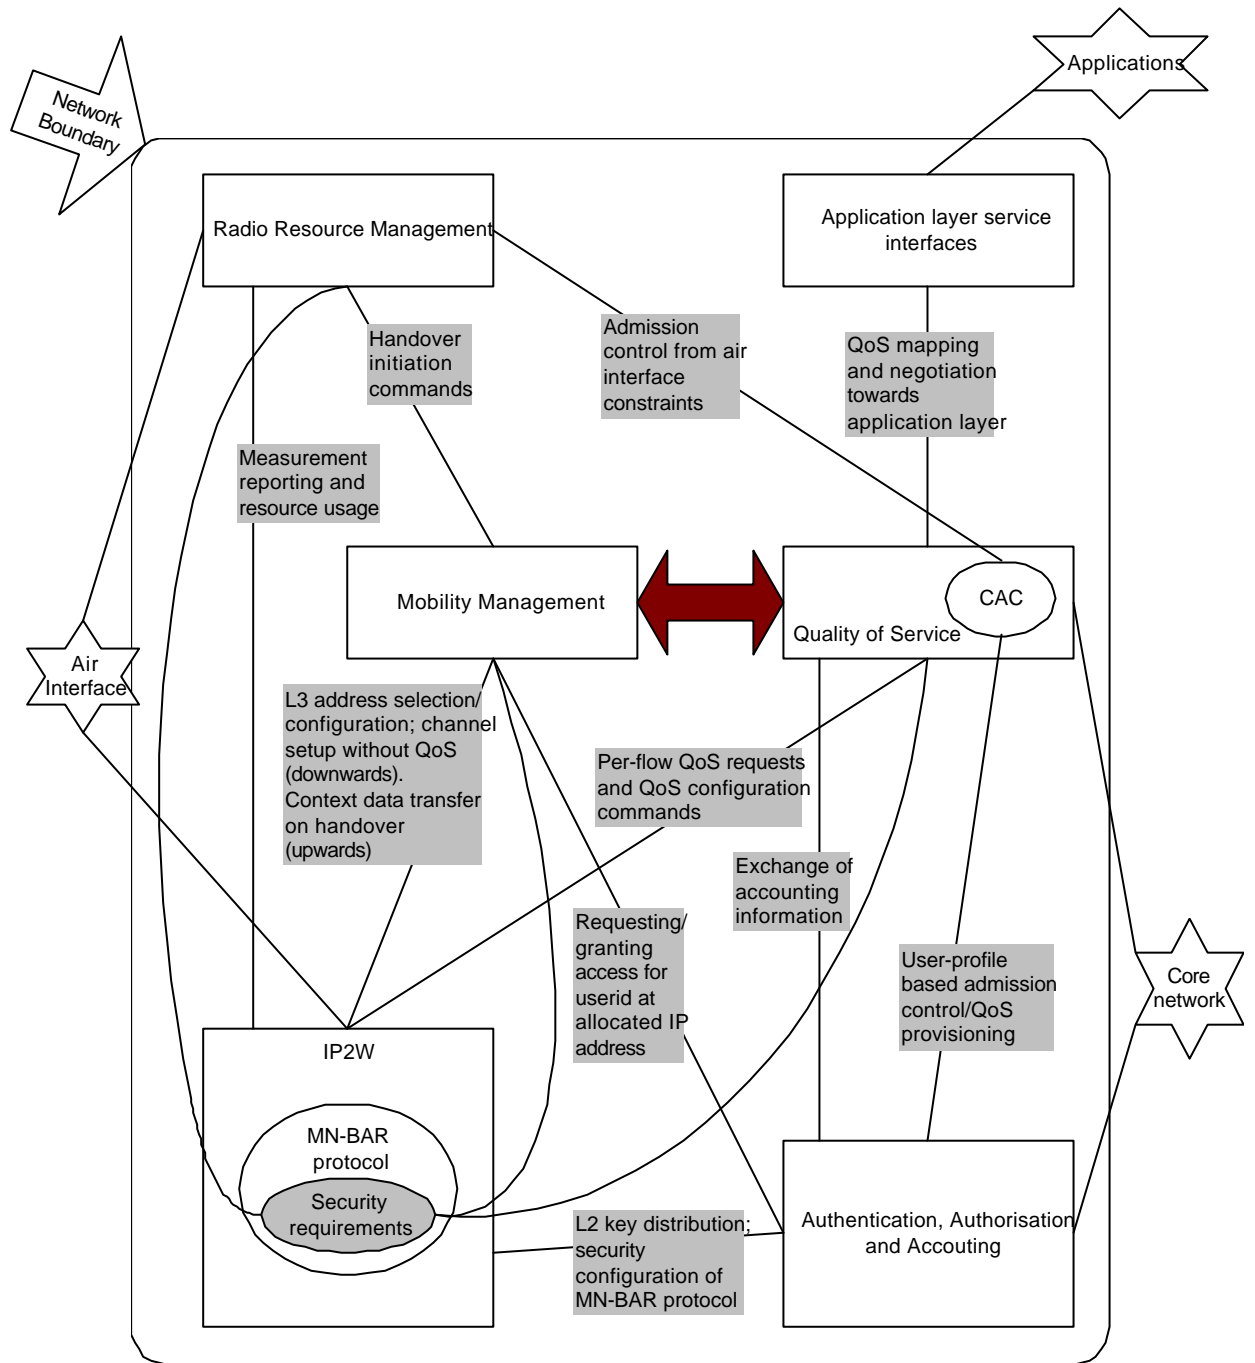 Applications
Network
Boundary
Radio Resource Management
Application layer service
interfaces
Handover
initiation
commands
Admission
control from air
interface
constraints
QoS mapping
and negotiation
towards
application layer
Measurement
reporting and
resource usage
Mobility Management
CAC
Quality of Service
Air
Interface
L3 address selection/
configuration; channel
setup without QoS
(downwards).
Context data transfer
on handover
(upwards)
Per-flow QoS requests
and QoS configuration
commands
Exchange of
accounting
information
Requesting/
granting
access for
userid at
allocated IP
address
User-profile
based admission
control/QoS
provisioning
Core
network
IP2W
MN-BAR
protocol
Security
requirements
L2 key distribution;
security
configuration of
MN-BAR protocol
Authentication, Authorisation
and Accouting